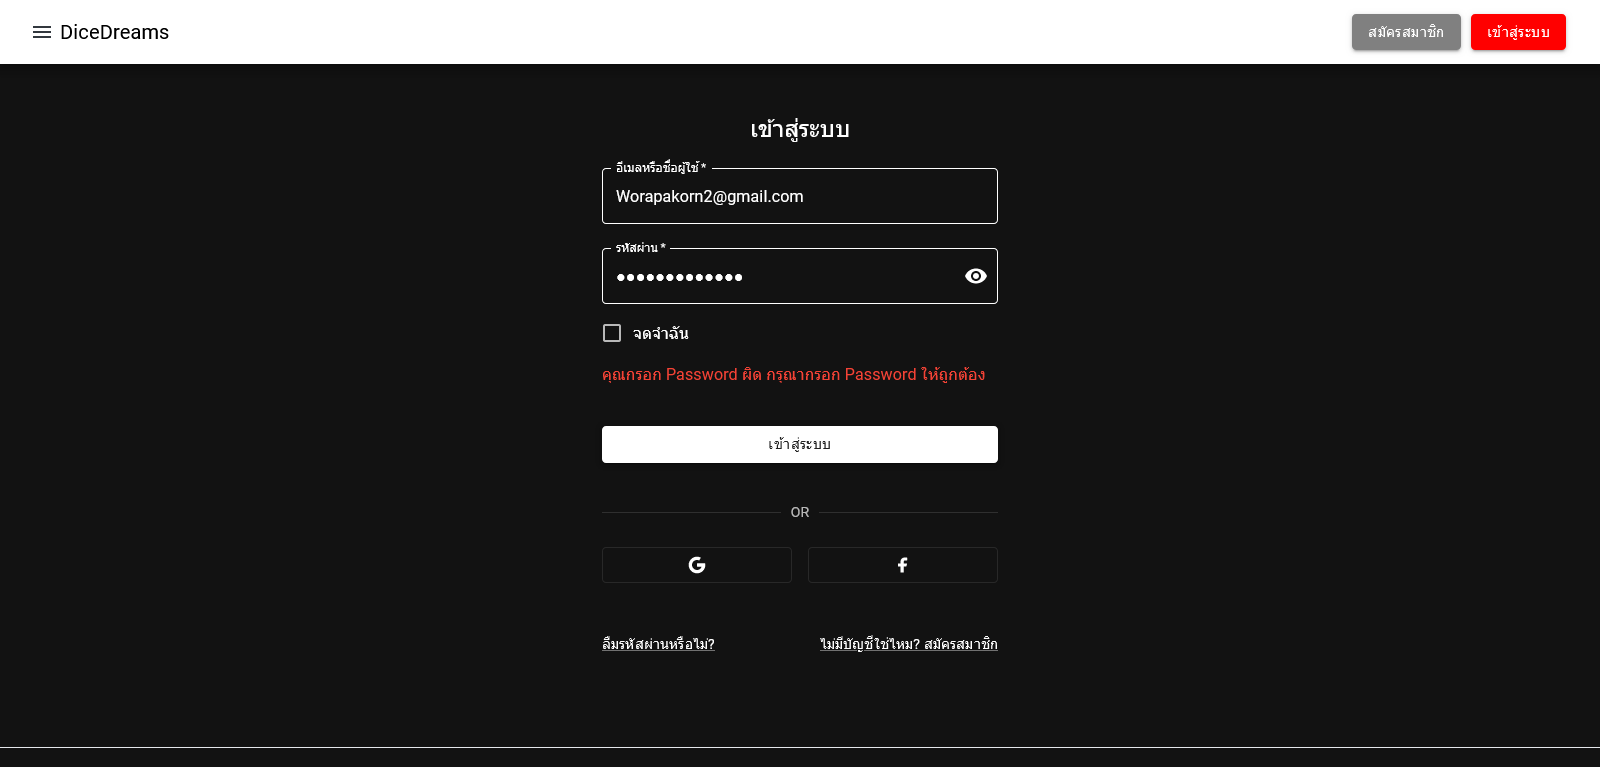 DiceDreams
สมัครสมาชิก
เข้าสู่ระบบ
เข้าสู่ระบบ
อีเมลหรือชื่อผู้ใช้ *
Worapakorn2@gmail.com
รหัสผ่าน *
จดจำฉัน
คุณกรอก Password ผิด กรุณากรอก Password ให้ถูกต้อง
เข้าสู่ระบบ
OR
ลืมรหัสผ่านหรือไม่?
ไม่มีบัญชีใช่ไหม? สมัครสมาชิก